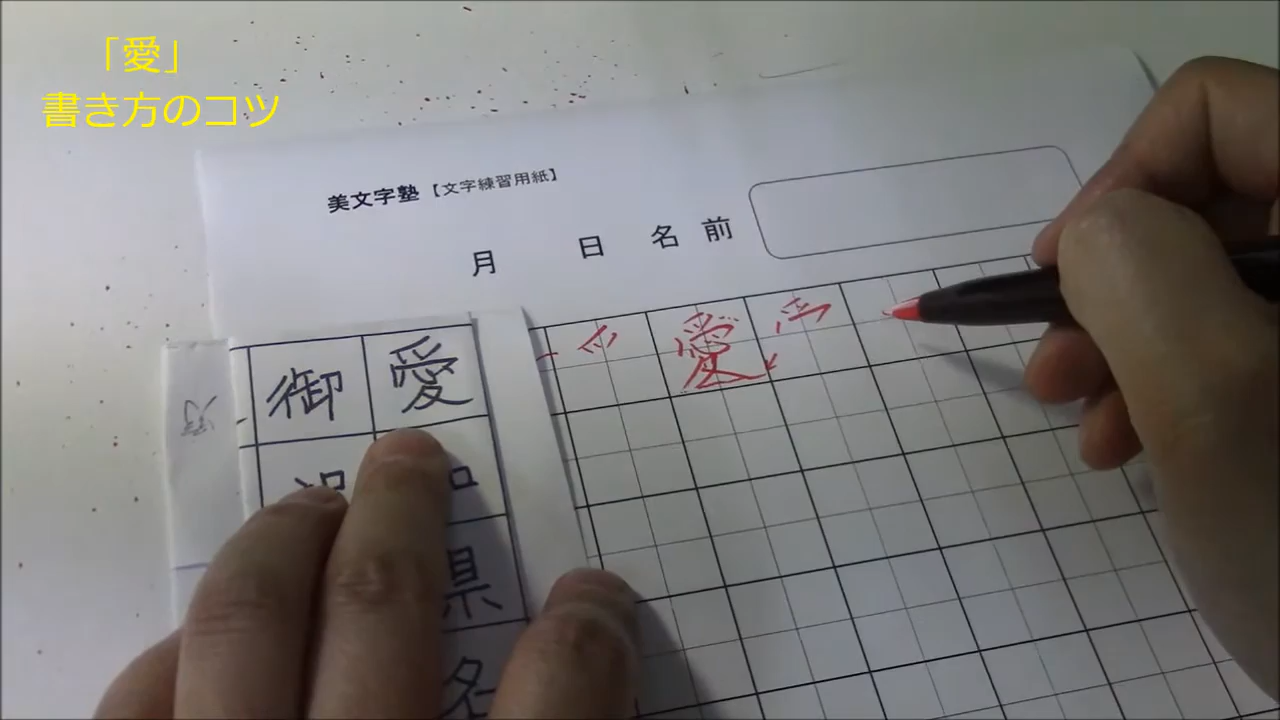 「愛」
書き方のコツ
美文字塾【文字練習用紙】
月 日 名前
御 愛
愛
県
名